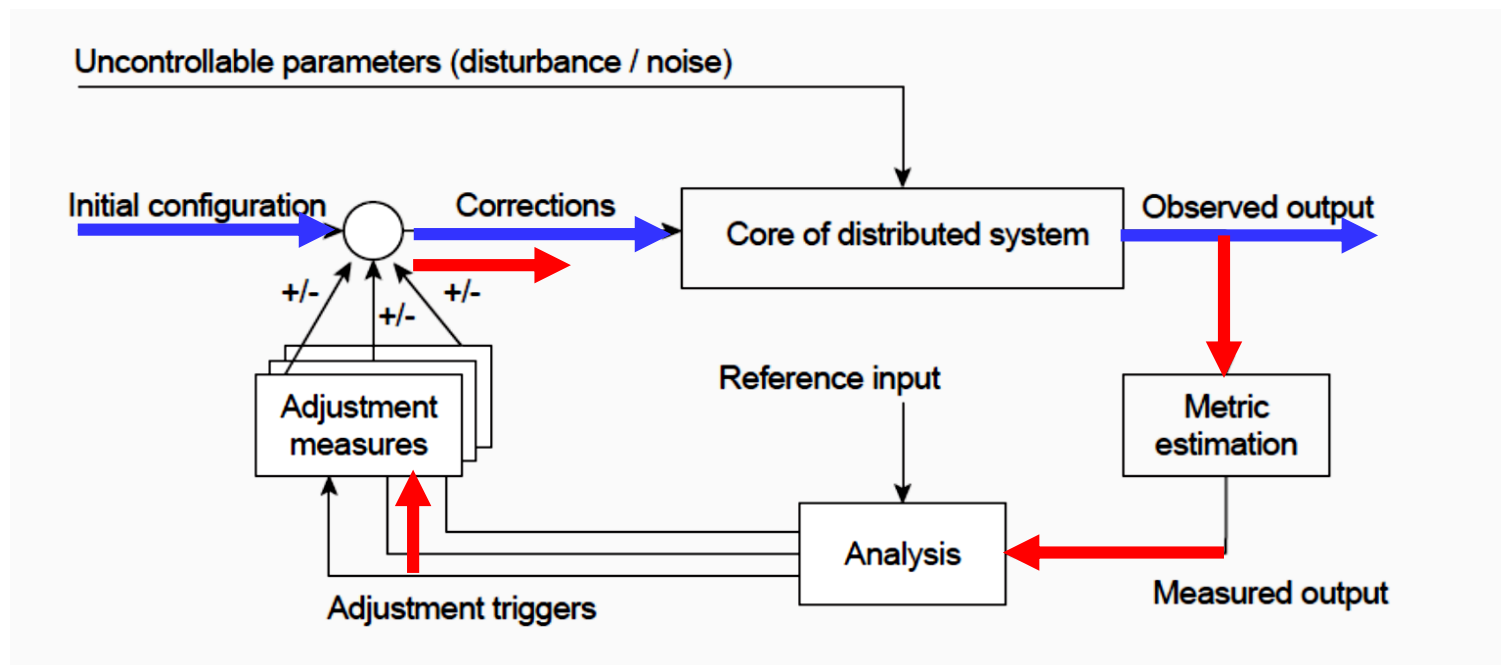 Uncontrollable parameters (disturbance / noise)
Initial configuration
Corrections
Core of distributed system
Observed output
+/-
+/-
+/-
Reference input
Adjustment
measures
Metric
estimation
Analysis
Adjustment triggers
Measured output